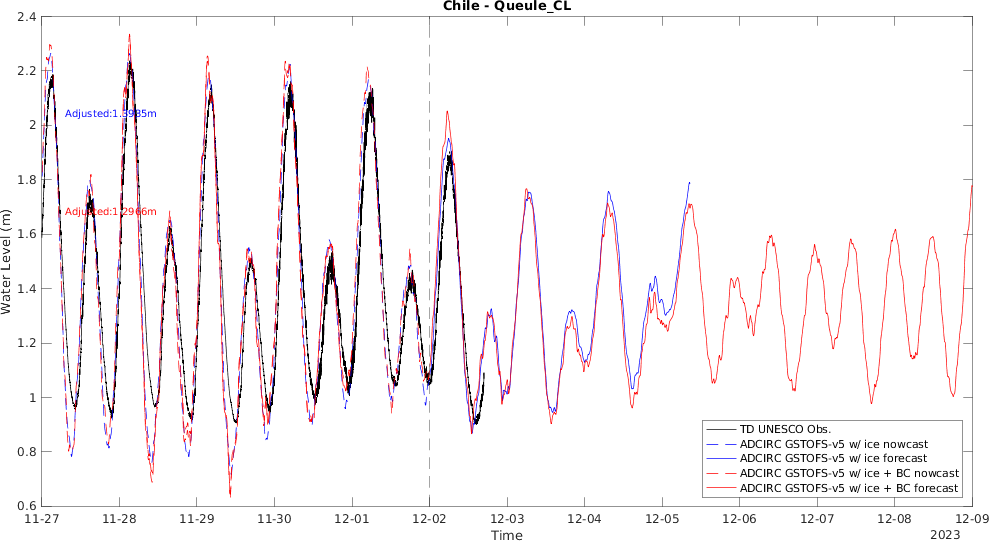 Chile - Queule_CL
2.4
2.2
2
1.8
1.6
1.4
1.2
1
0.8
0.6
Water Level (m)
Adjusted:1.3985m
Adjusted:1.2966m
TD UNESCO Obs.
ADCIRC GSTOFS-v5 w/ ice nowcast
ADCIRC GSTOFS-v5 w/ ice forecast
ADCIRC GSTOFS-v5 w/ ice + BC nowcast
ADCIRC GSTOFS-v5 w/ ice + BC forecast
11-27 11-28 11-29 11-30 12-01 12-02 12-03 12-04 12-05 12-06 12-07 12-08 12-09
Time
2023